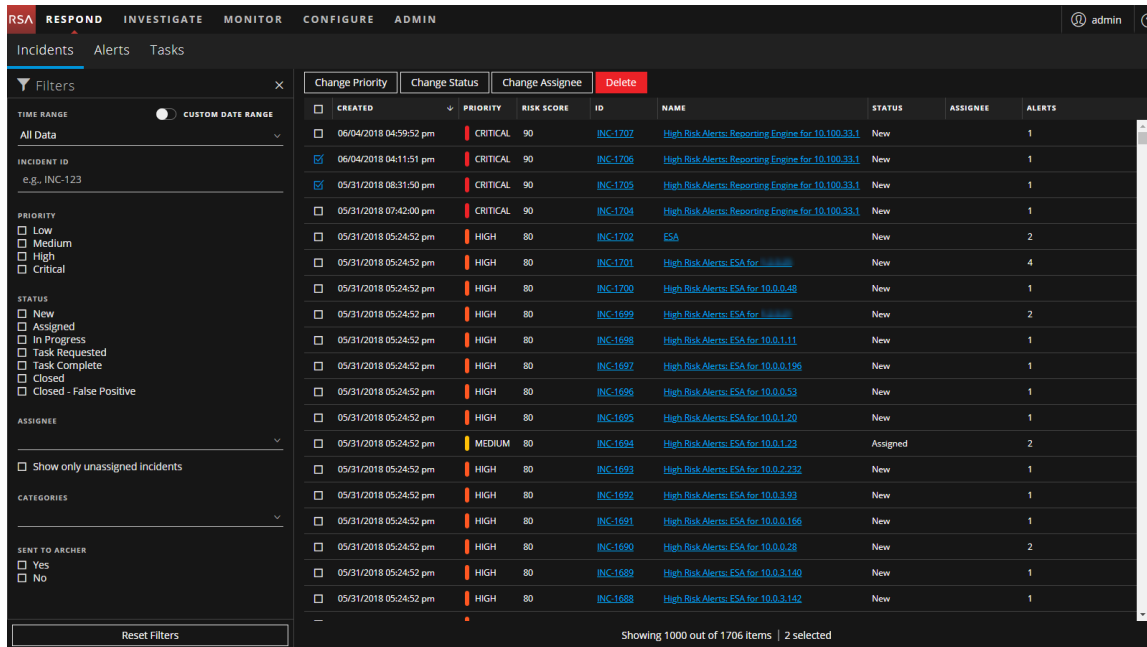 RSA RESPOND INVESTIGATE MONITOR CONFIGURE ADMIN admin
Incidents Alerts Tasks
Filters
TIME RANGE CUSTOM DATE RANGE
All Data
INCIDENT ID
e.g., INC-123
PRIORITY
Low
Medium
High
Critical
STATUS
New
Assigned
In Progress
Task Requested
Task Complete
Closed
Closed - False Positive
ASSIGNEE
Show only unassigned incidents
CATEGORIES
SENT TO ARCHER
Yes
No
Reset Filters
Change Priority Change Status Change Assignee Delete
CREATED PRIORITY RISK SCORE ID NAME STATUS ASSIGNEE ALERTS
06/04/2018 04:59:52 pm CRITICAL 90 INC-1707 High Risk Alerts: Reporting Engine for 10.100.33.1 New 1
06/04/2018 04:11:51 pm CRITICAL 90 INC-1706 High Risk Alerts: Reporting Engine for 10.100.33.1 New 1
05/31/2018 08:31:50 pm CRITICAL 90 INC-1705 High Risk Alerts: Reporting Engine for 10.100.33.1 New 1
05/31/2018 07:42:00 pm CRITICAL 90 INC-1704 High Risk Alerts: Reporting Engine for 10.100.33.1 New 1
05/31/2018 05:24:52 pm HIGH 80 INC-1702 ESA New 2
05/31/2018 05:24:52 pm HIGH 80 INC-1701 High Risk Alerts: ESA for New 4
05/31/2018 05:24:52 pm HIGH 80 INC-1700 High Risk Alerts: ESA for 10.0.0.48 New 1
05/31/2018 05:24:52 pm HIGH 80 INC-1699 High Risk Alerts: ESA for New 2
05/31/2018 05:24:52 pm HIGH 80 INC-1698 High Risk Alerts: ESA for 10.0.1.11 New 1
05/31/2018 05:24:52 pm HIGH 80 INC-1697 High Risk Alerts: ESA for 10.0.0.196 New 1
05/31/2018 05:24:52 pm HIGH 80 INC-1696 High Risk Alerts: ESA for 10.0.0.53 New 1
05/31/2018 05:24:52 pm HIGH 80 INC-1695 High Risk Alerts: ESA for 10.0.1.20 New 1
05/31/2018 05:24:52 pm MEDIUM 80 INC-1694 High Risk Alerts: ESA for 10.0.1.23 Assigned 2
05/31/2018 05:24:52 pm HIGH 80 INC-1693 High Risk Alerts: ESA for 10.0.2.232 New 1
05/31/2018 05:24:52 pm HIGH 80 INC-1692 High Risk Alerts: ESA for 10.0.3.93 New 1
05/31/2018 05:24:52 pm HIGH 80 INC-1691 High Risk Alerts: ESA for 10.0.0.166 New 1
05/31/2018 05:24:52 pm HIGH 80 INC-1690 High Risk Alerts: ESA for 10.0.0.28 New 2
05/31/2018 05:24:52 pm HIGH 80 INC-1689 High Risk Alerts: ESA for 10.0.3.140 New 1
05/31/2018 05:24:52 pm HIGH 80 INC-1688 High Risk Alerts: ESA for 10.0.3.142 New 1
Showing 1000 out of 1706 items | 2 selected